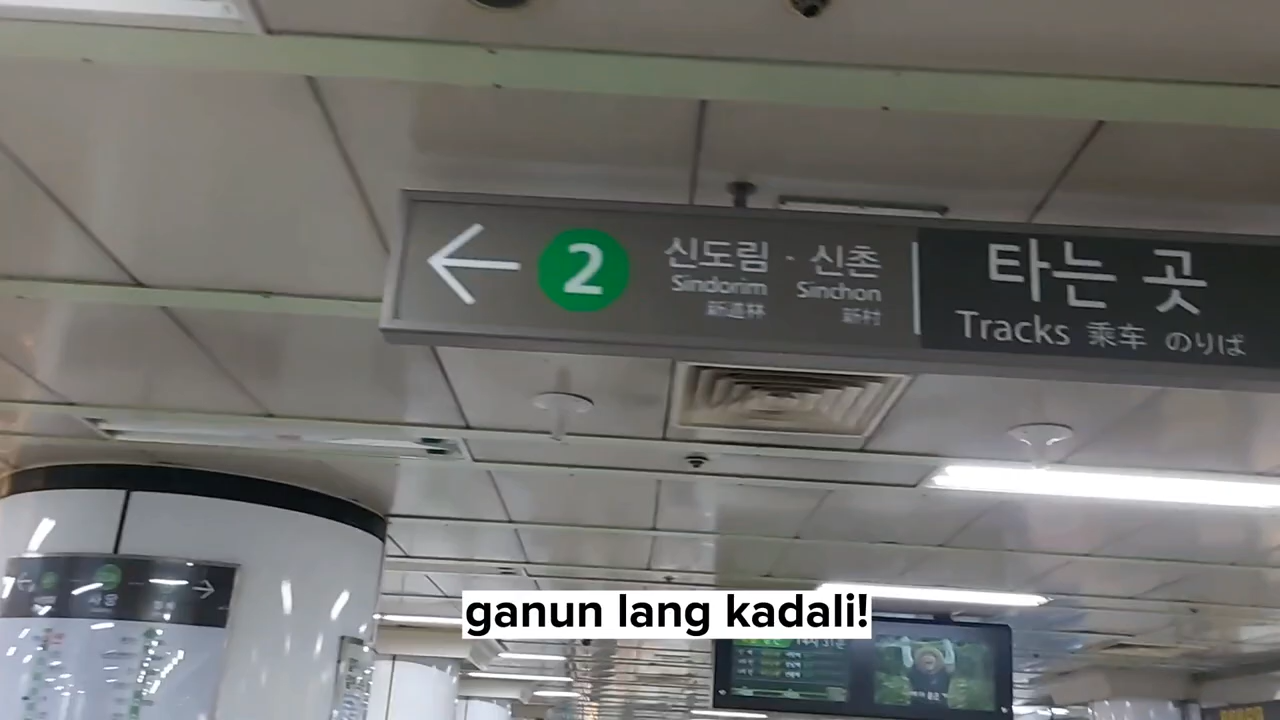 2 신도림 · 신촌
Sindorim Sinchon
新道林 新村
타는 곳
Tracks 乘车 のりば
ganun lang kadali!